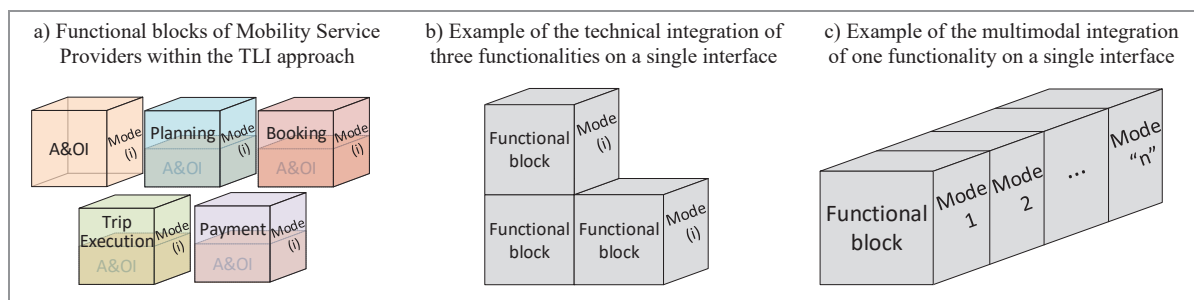 a) Functional blocks of Mobility Service
Providers within the TLI approach
b) Example of the technical integration of
three functionalities on a single interface
c) Example of the multimodal integration
of one functionality on a single interface
A&OI
Mode
(i)
Planning
A&OI
Mode
(i)
Booking
A&OI
Mode
(i)
Trip
Execution
A&OI
Mode
(i)
Payment
A&OI
Mode
(i)
Functional
block
Mode
(i)
Functional
block
Functional
block
Mode
(i)
Functional
block
Mode
1
Mode
2
...
Mode
“n”